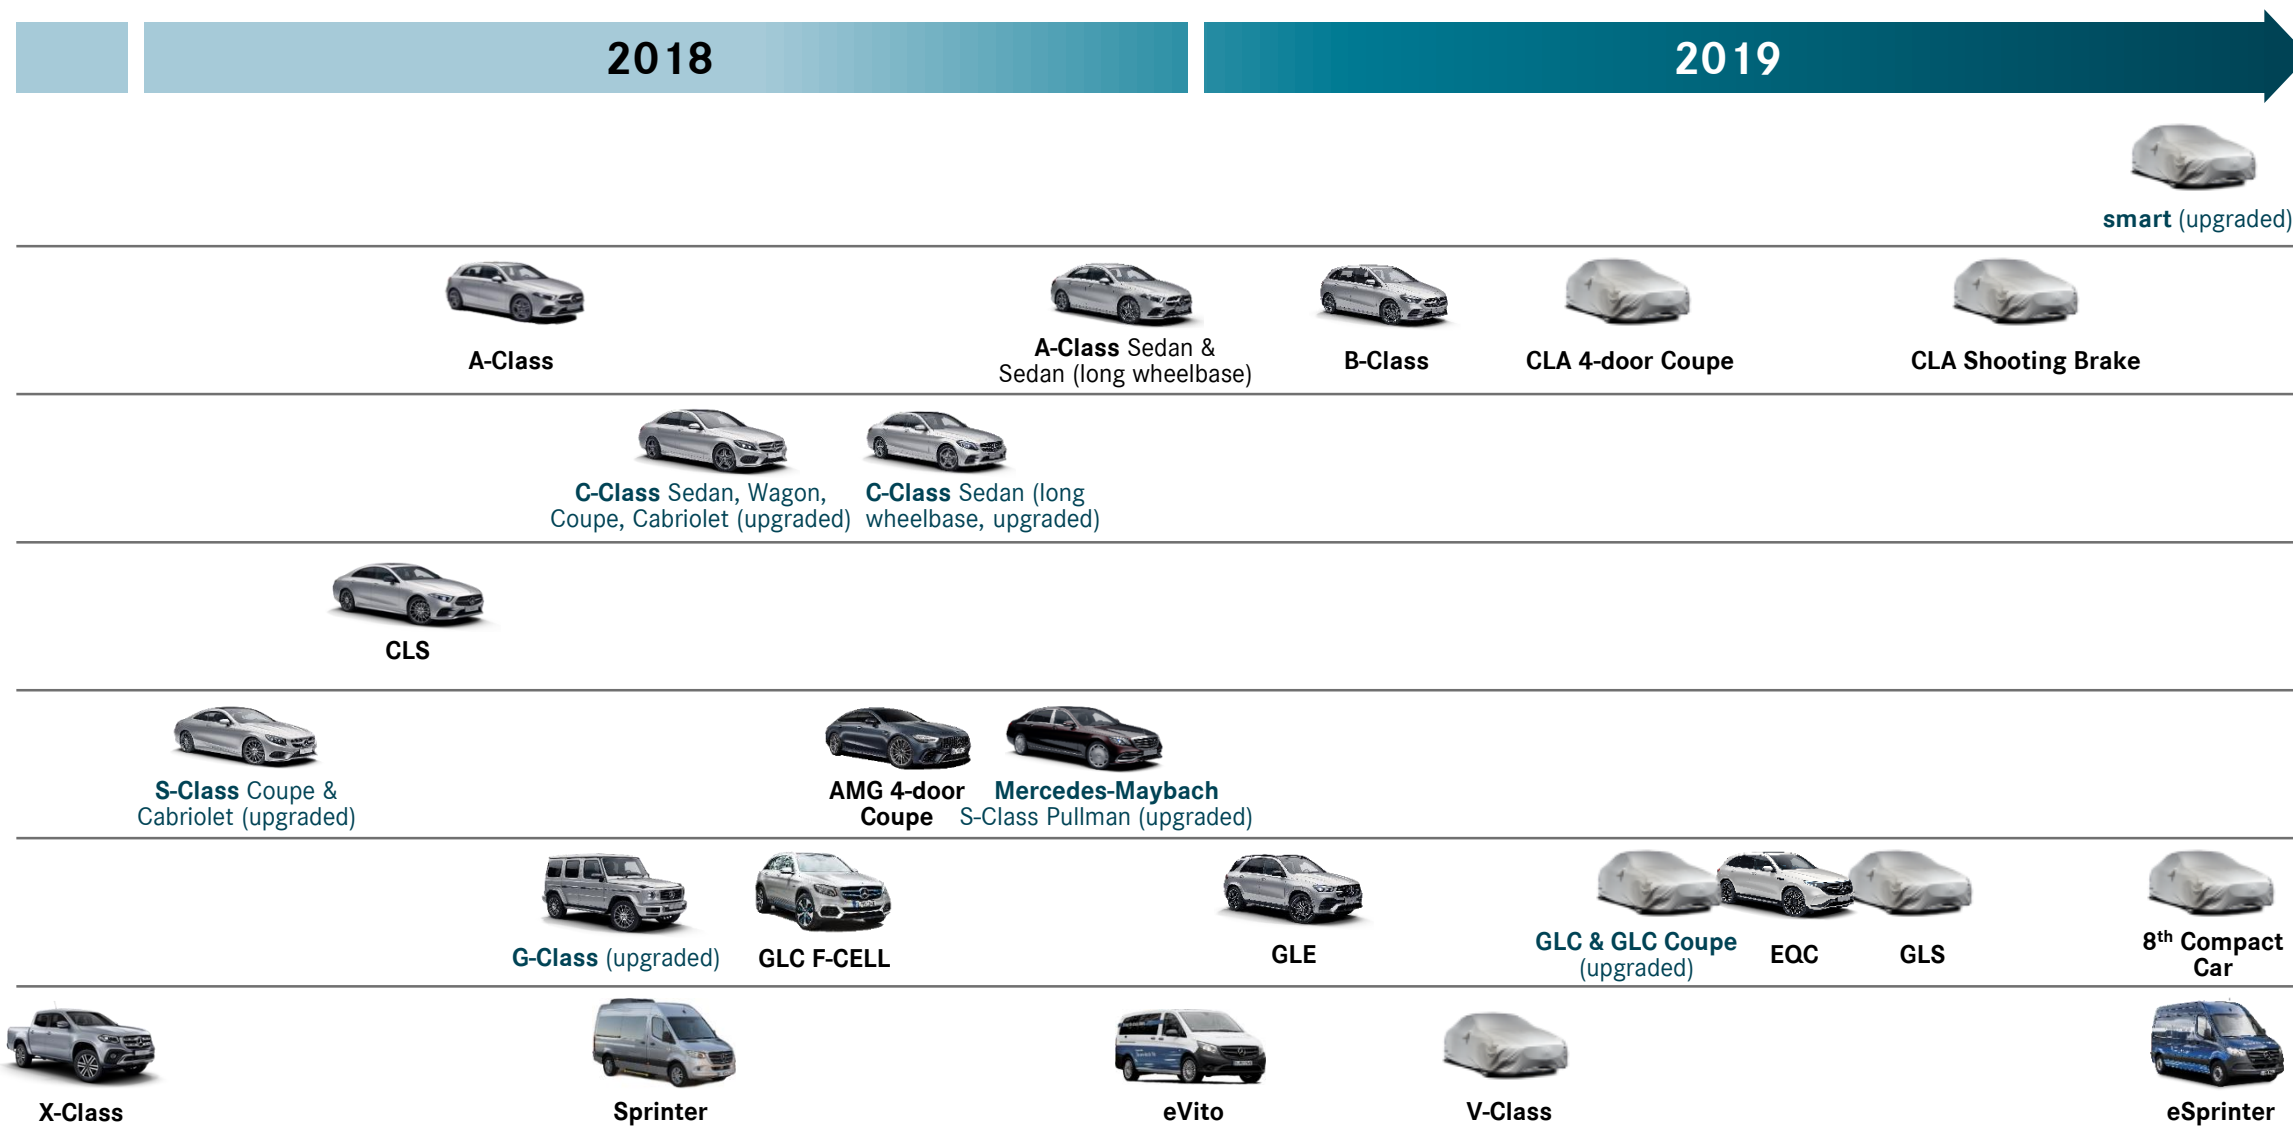 2018
2019
smart (upgraded)
A-Class
A-Class Sedan &
Sedan (long wheelbase)
B-Class
CLA 4-door Coupe
CLA Shooting Brake
C-Class Sedan, Wagon,
Coupe, Cabriolet (upgraded)
C-Class Sedan (long
wheelbase, upgraded)
CLS
S-Class Coupe &
Cabriolet (upgraded)
AMG 4-door
Coupe
Mercedes-Maybach
S-Class Pullman (upgraded)
G-Class (upgraded)
GLC F-CELL
GLE
GLC & GLC Coupe
(upgraded)
EQC
GLS
8th Compact
Car
X-Class
Sprinter
eVito
V-Class
eSprinter